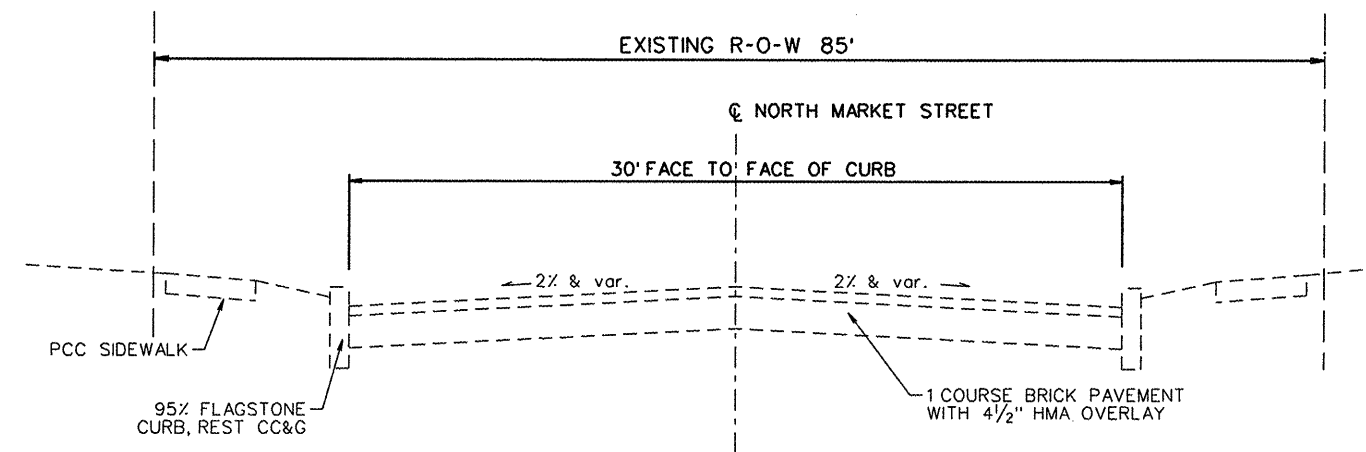 EXISTING R-O-W 85'
℄ NORTH MARKET STREET
30' FACE TO FACE OF CURB
2% & var.
2% & var.
PCC SIDEWALK
95% FLAGSTONE
CURB, REST CC&G
1 COURSE BRICK PAVEMENT
WITH 4½" HMA OVERLAY